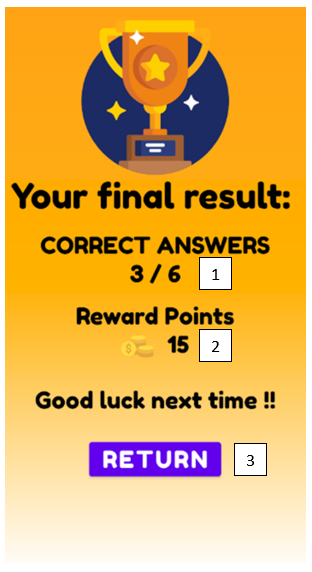 Your final result:
CORRECT ANSWERS
3 / 6 1
Reward Points
15 2
Good luck next time !!
RETURN 3